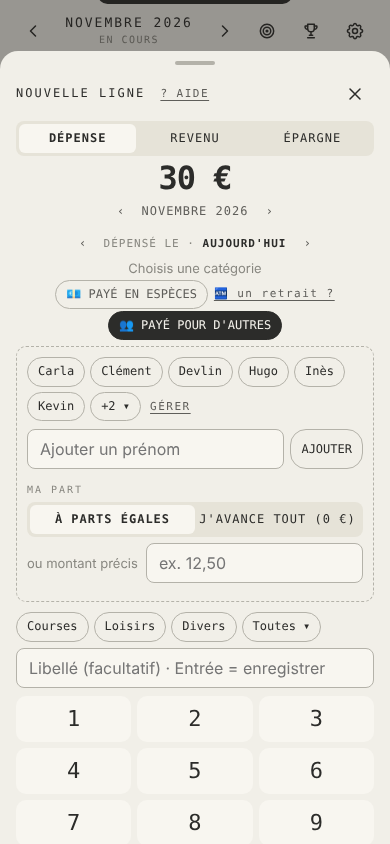 NOVEMBRE 2026
EN COURS
NOUVELLE LIGNE ? AIDE
DÉPENSE REVENU ÉPARGNE
30 €
‹ NOVEMBRE 2026 ›
‹ DÉPENSÉ LE · AUJOURD'HUI ›
Choisis une catégorie
💶 PAYÉ EN ESPÈCES 🏧 un retrait ?
👥 PAYÉ POUR D'AUTRES
Carla Clément Devlin Hugo Inès
Kevin +2 ▾ GÉRER
Ajouter un prénom AJOUTER
MA PART
À PARTS ÉGALES J'AVANCE TOUT (0 €)
ou montant précis ex. 12,50
Courses Loisirs Divers Toutes ▾
Libellé (facultatif) · Entrée = enregistrer
1 2 3
4 5 6
7 8 9